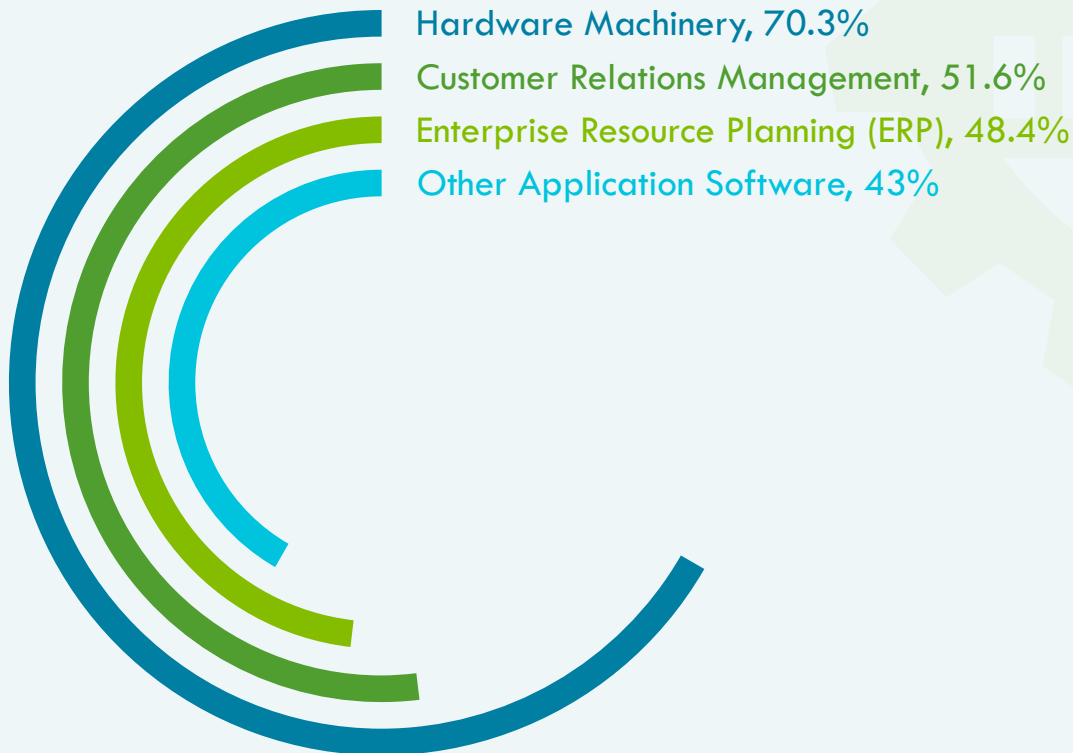 Hardware Machinery, 70.3%
Customer Relations Management, 51.6%
Enterprise Resource Planning (ERP), 48.4%
Other Application Software, 43%